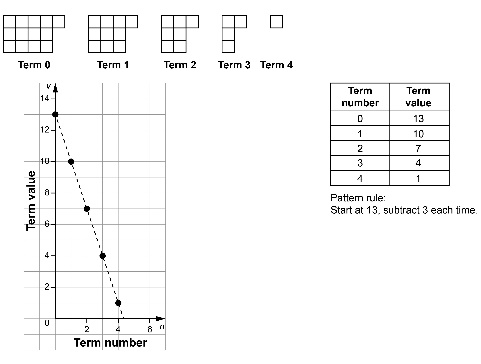 Term 0 Term 1 Term 2 Term 3 Term 4
v
14
12
10
8
6
4
2
0
2 4 6 n
Term value
Term number
Term number Term value
0 13
1 10
2 7
3 4
4 1
Pattern rule:
Start at 13, subtract 3 each time.